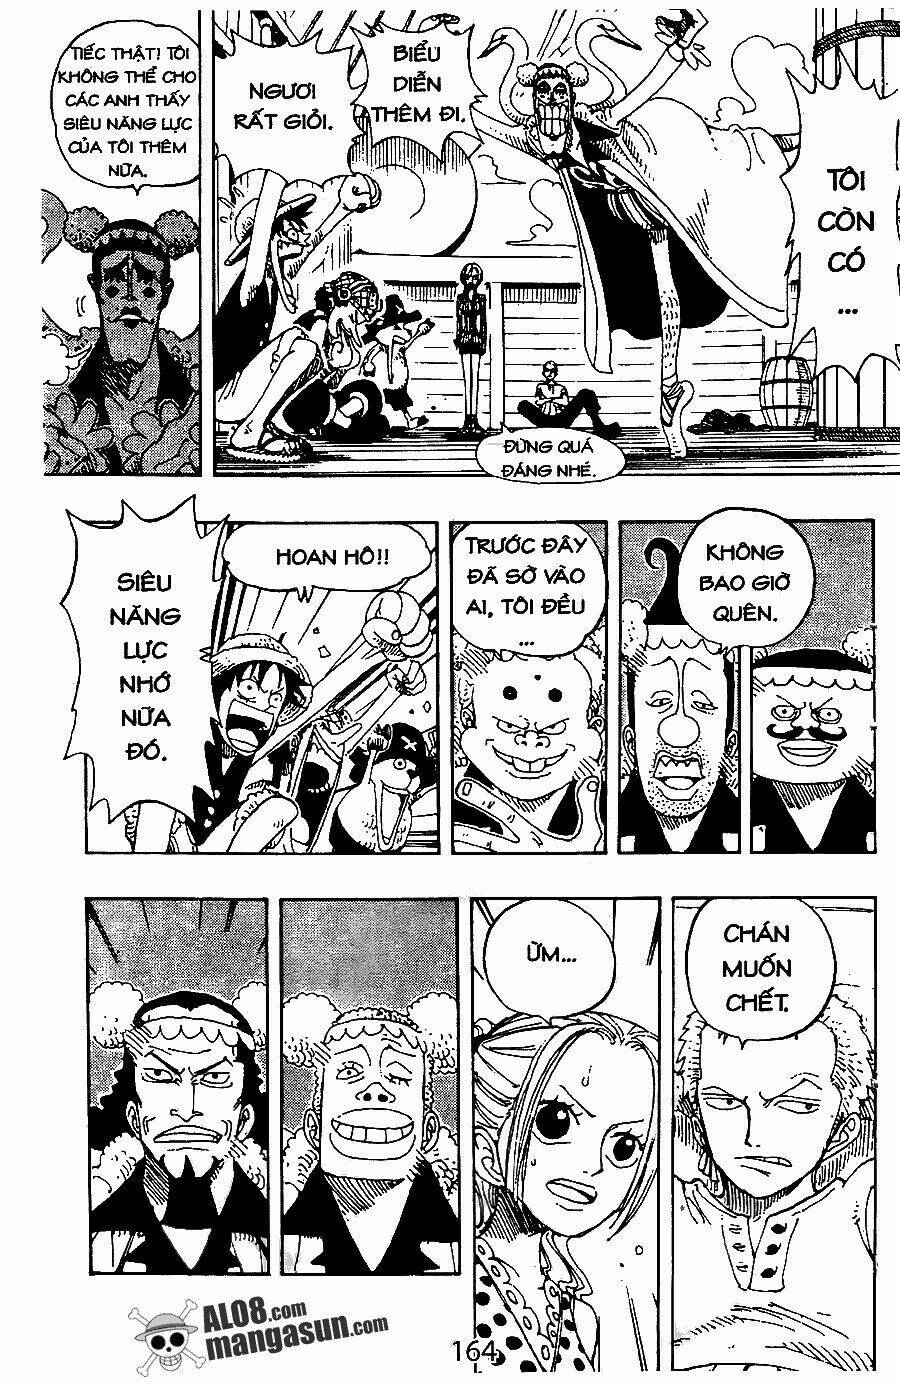 TÔI
CÒN
CÓ
...
BIỂU
DIỄN
THÊM ĐI.
NGƯƠI
RẤT GIỎI.
ĐỪNG QUÁ
ĐÁNG NHÉ.
TIẾC THẬT! TÔI
KHÔNG THỂ CHO
CÁC ANH THẤY
SIÊU NĂNG LỰC
CỦA TÔI THÊM
NỮA.
KHÔNG
BAO GIỜ
QUÊN.
TRƯỚC ĐÂY
ĐÃ SỜ VÀO
AI, TÔI ĐỀU
...
HOAN HÔ!!
SIÊU
NĂNG
LỰC
NHỚ
NỮA
ĐÓ.
CHÁN
MUỐN
CHẾT.
ỪM...
AL08.com
mangasun.com
164